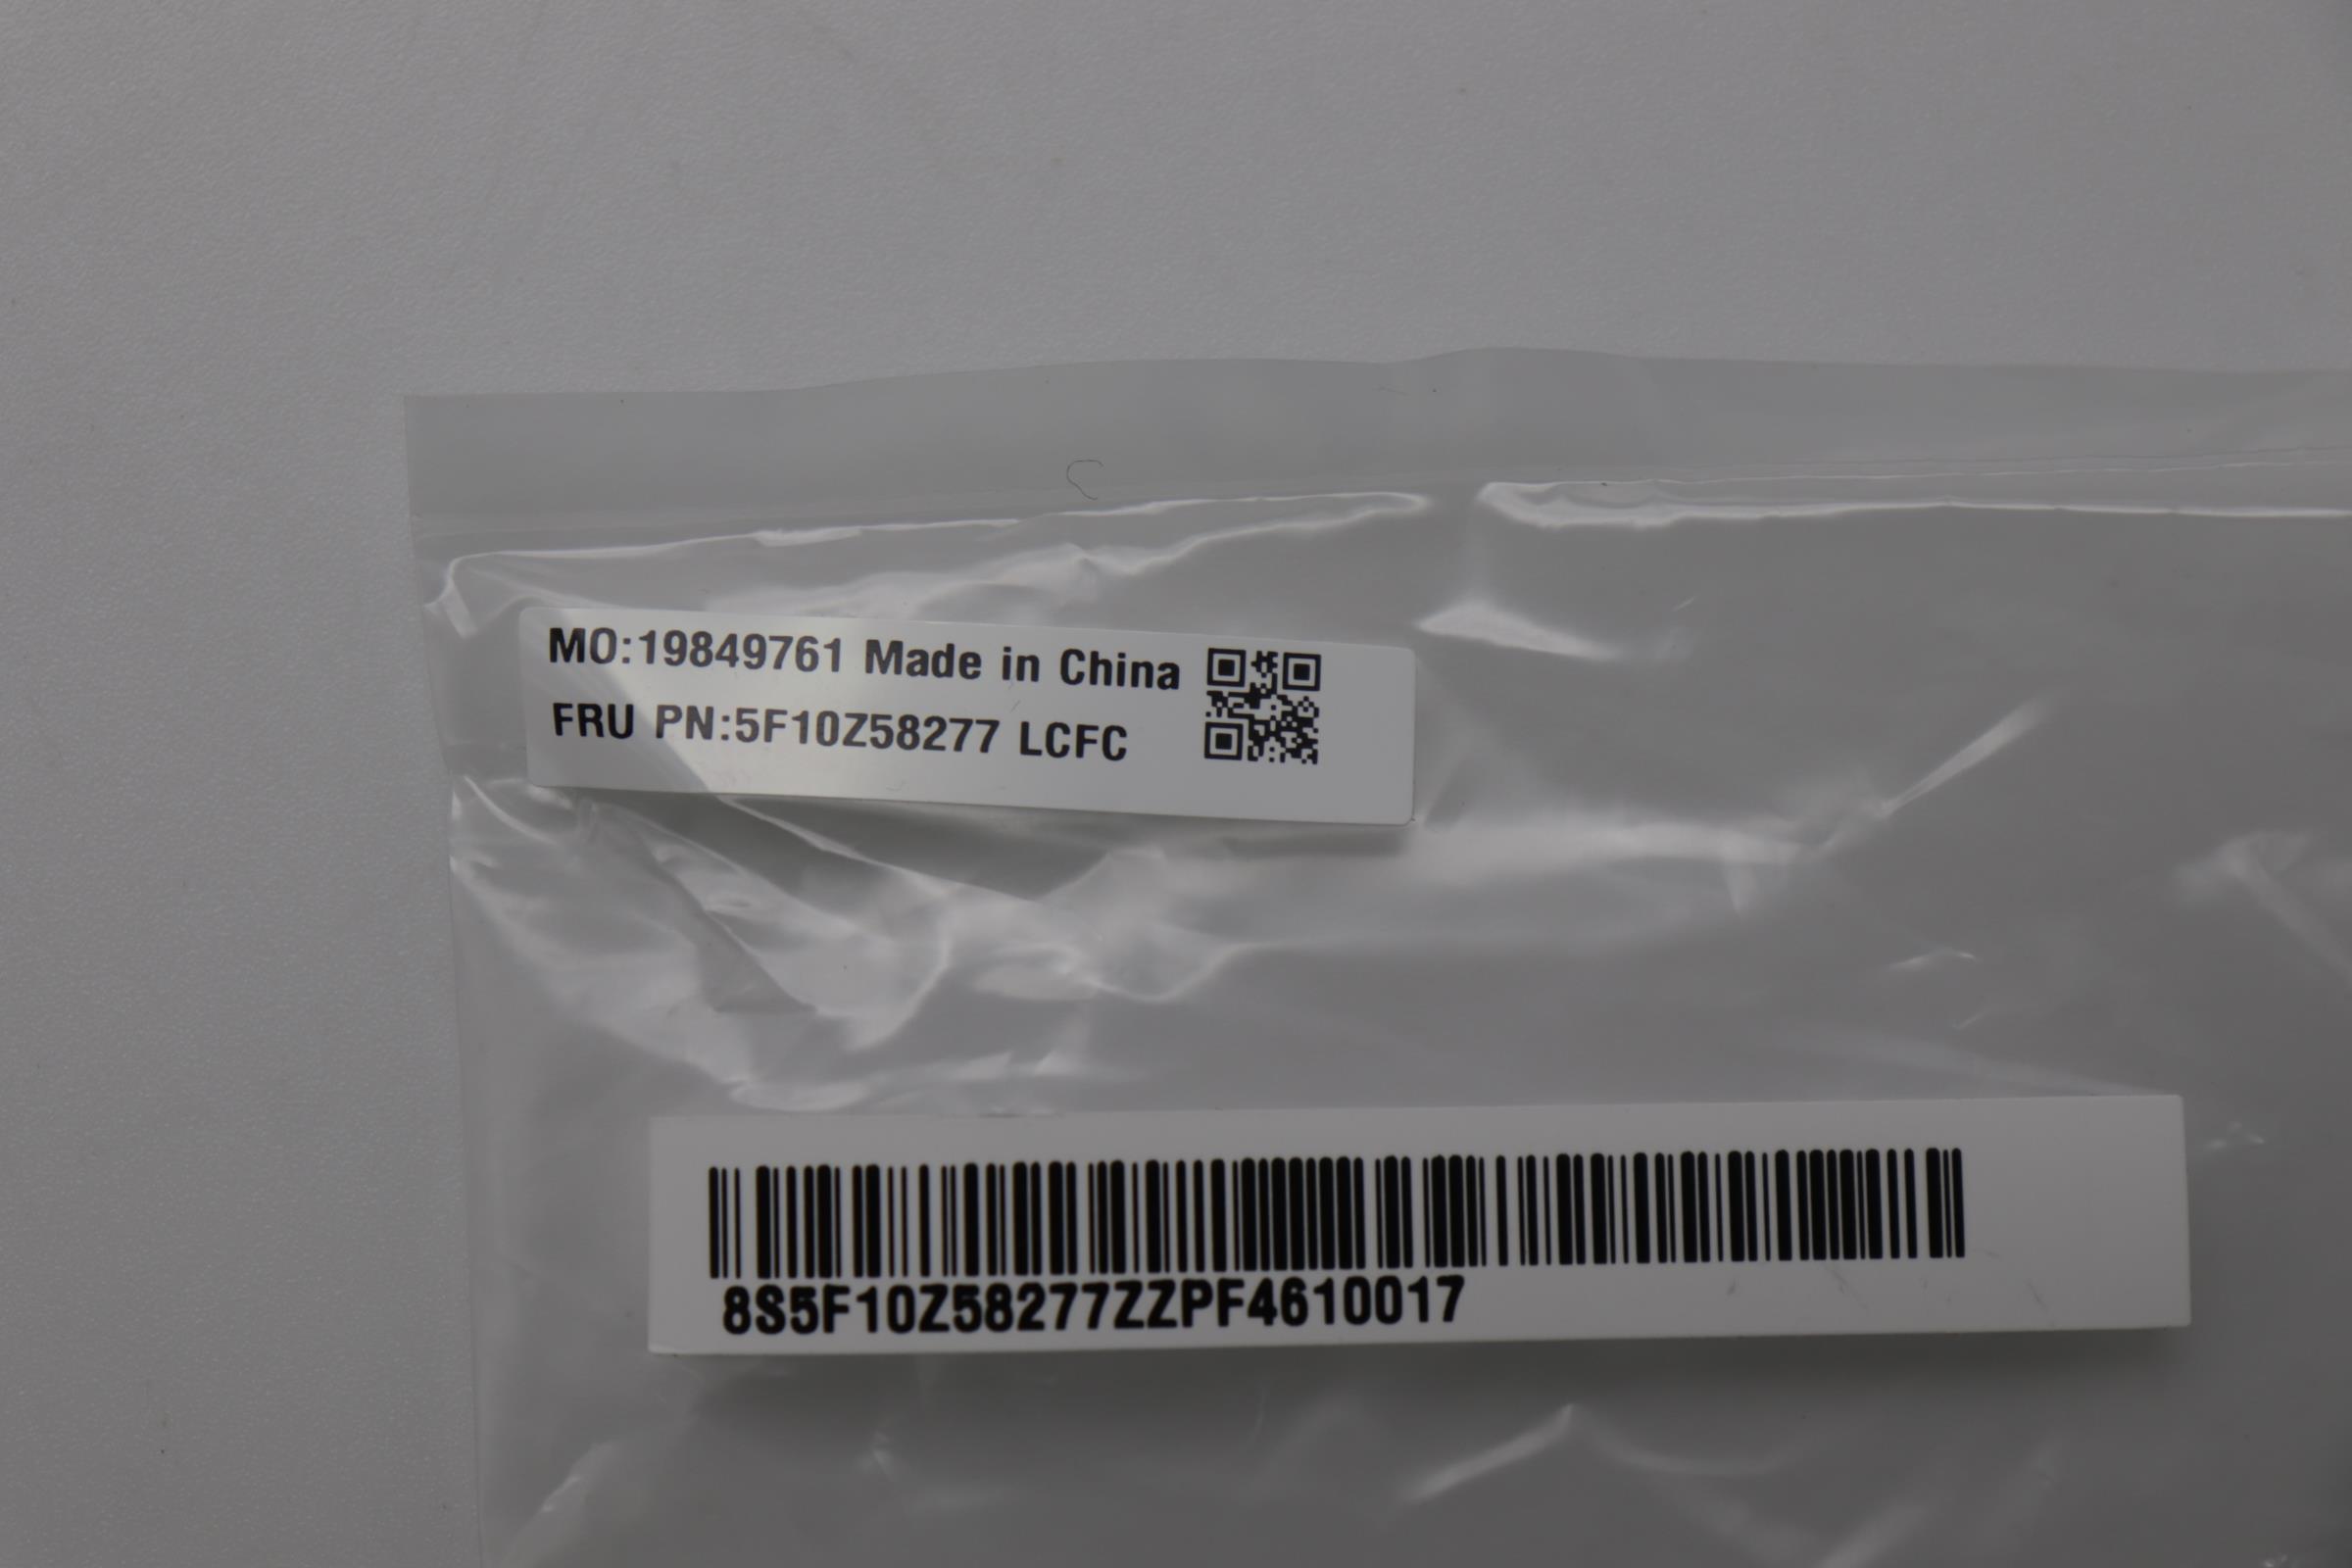 MO:19849761 Made in China
FRU PN:5F10Z58277 LCFC
8S5F10Z58277ZZPF4610017